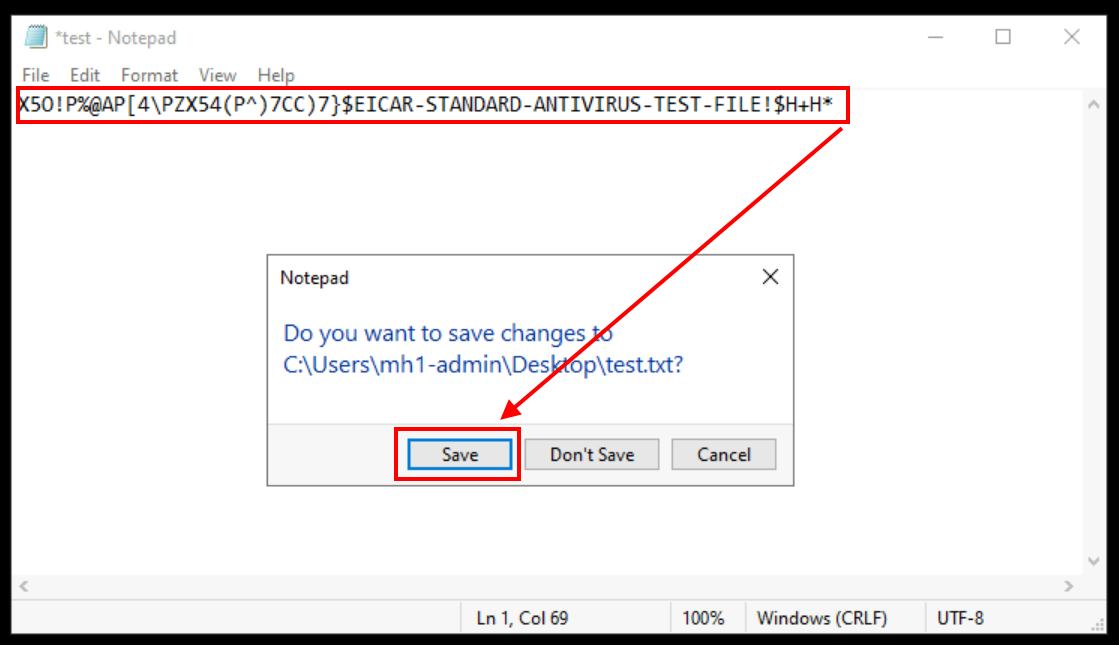 *test - Notepad
File Edit Format View Help
X5O!P%@AP[4\PZX54(P^)7CC)7}$EICAR-STANDARD-ANTIVIRUS-TEST-FILE!$H+H*
Notepad
Do you want to save changes to
C:\Users\mh1-admin\Desktop\test.txt?
Save Don't Save Cancel
Ln 1, Col 69 100% Windows (CRLF) UTF-8